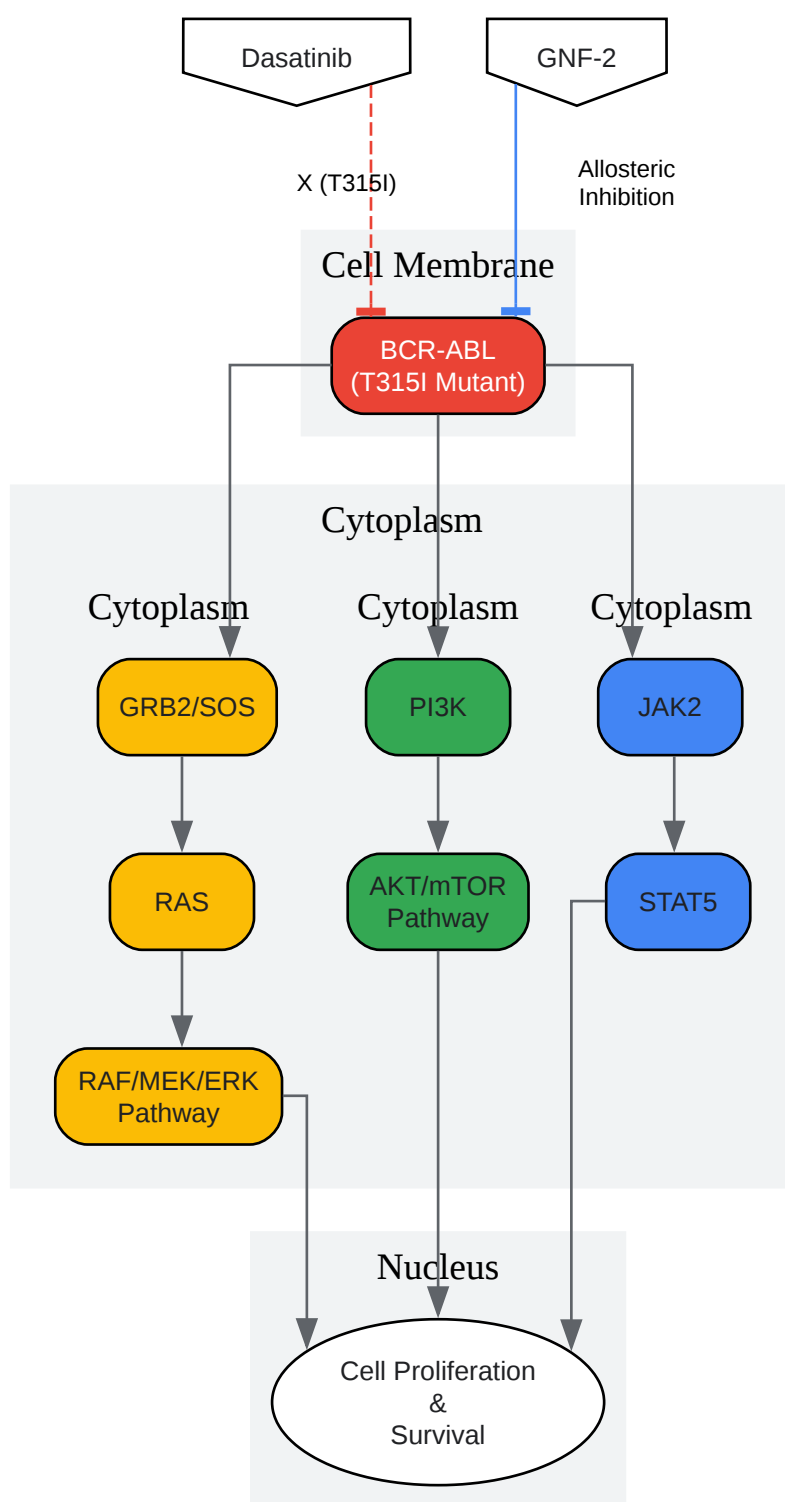 Dasatinib
GNF-2
X (T315I)
Allosteric
Inhibition
Cell Membrane
BCR-ABL
(T315I Mutant)
Cytoplasm
Cytoplasm
Cytoplasm
Cytoplasm
GRB2/SOS
PI3K
JAK2
RAS
AKT/mTOR
Pathway
STAT5
RAF/MEK/ERK
Pathway
Nucleus
Cell Proliferation
&
Survival